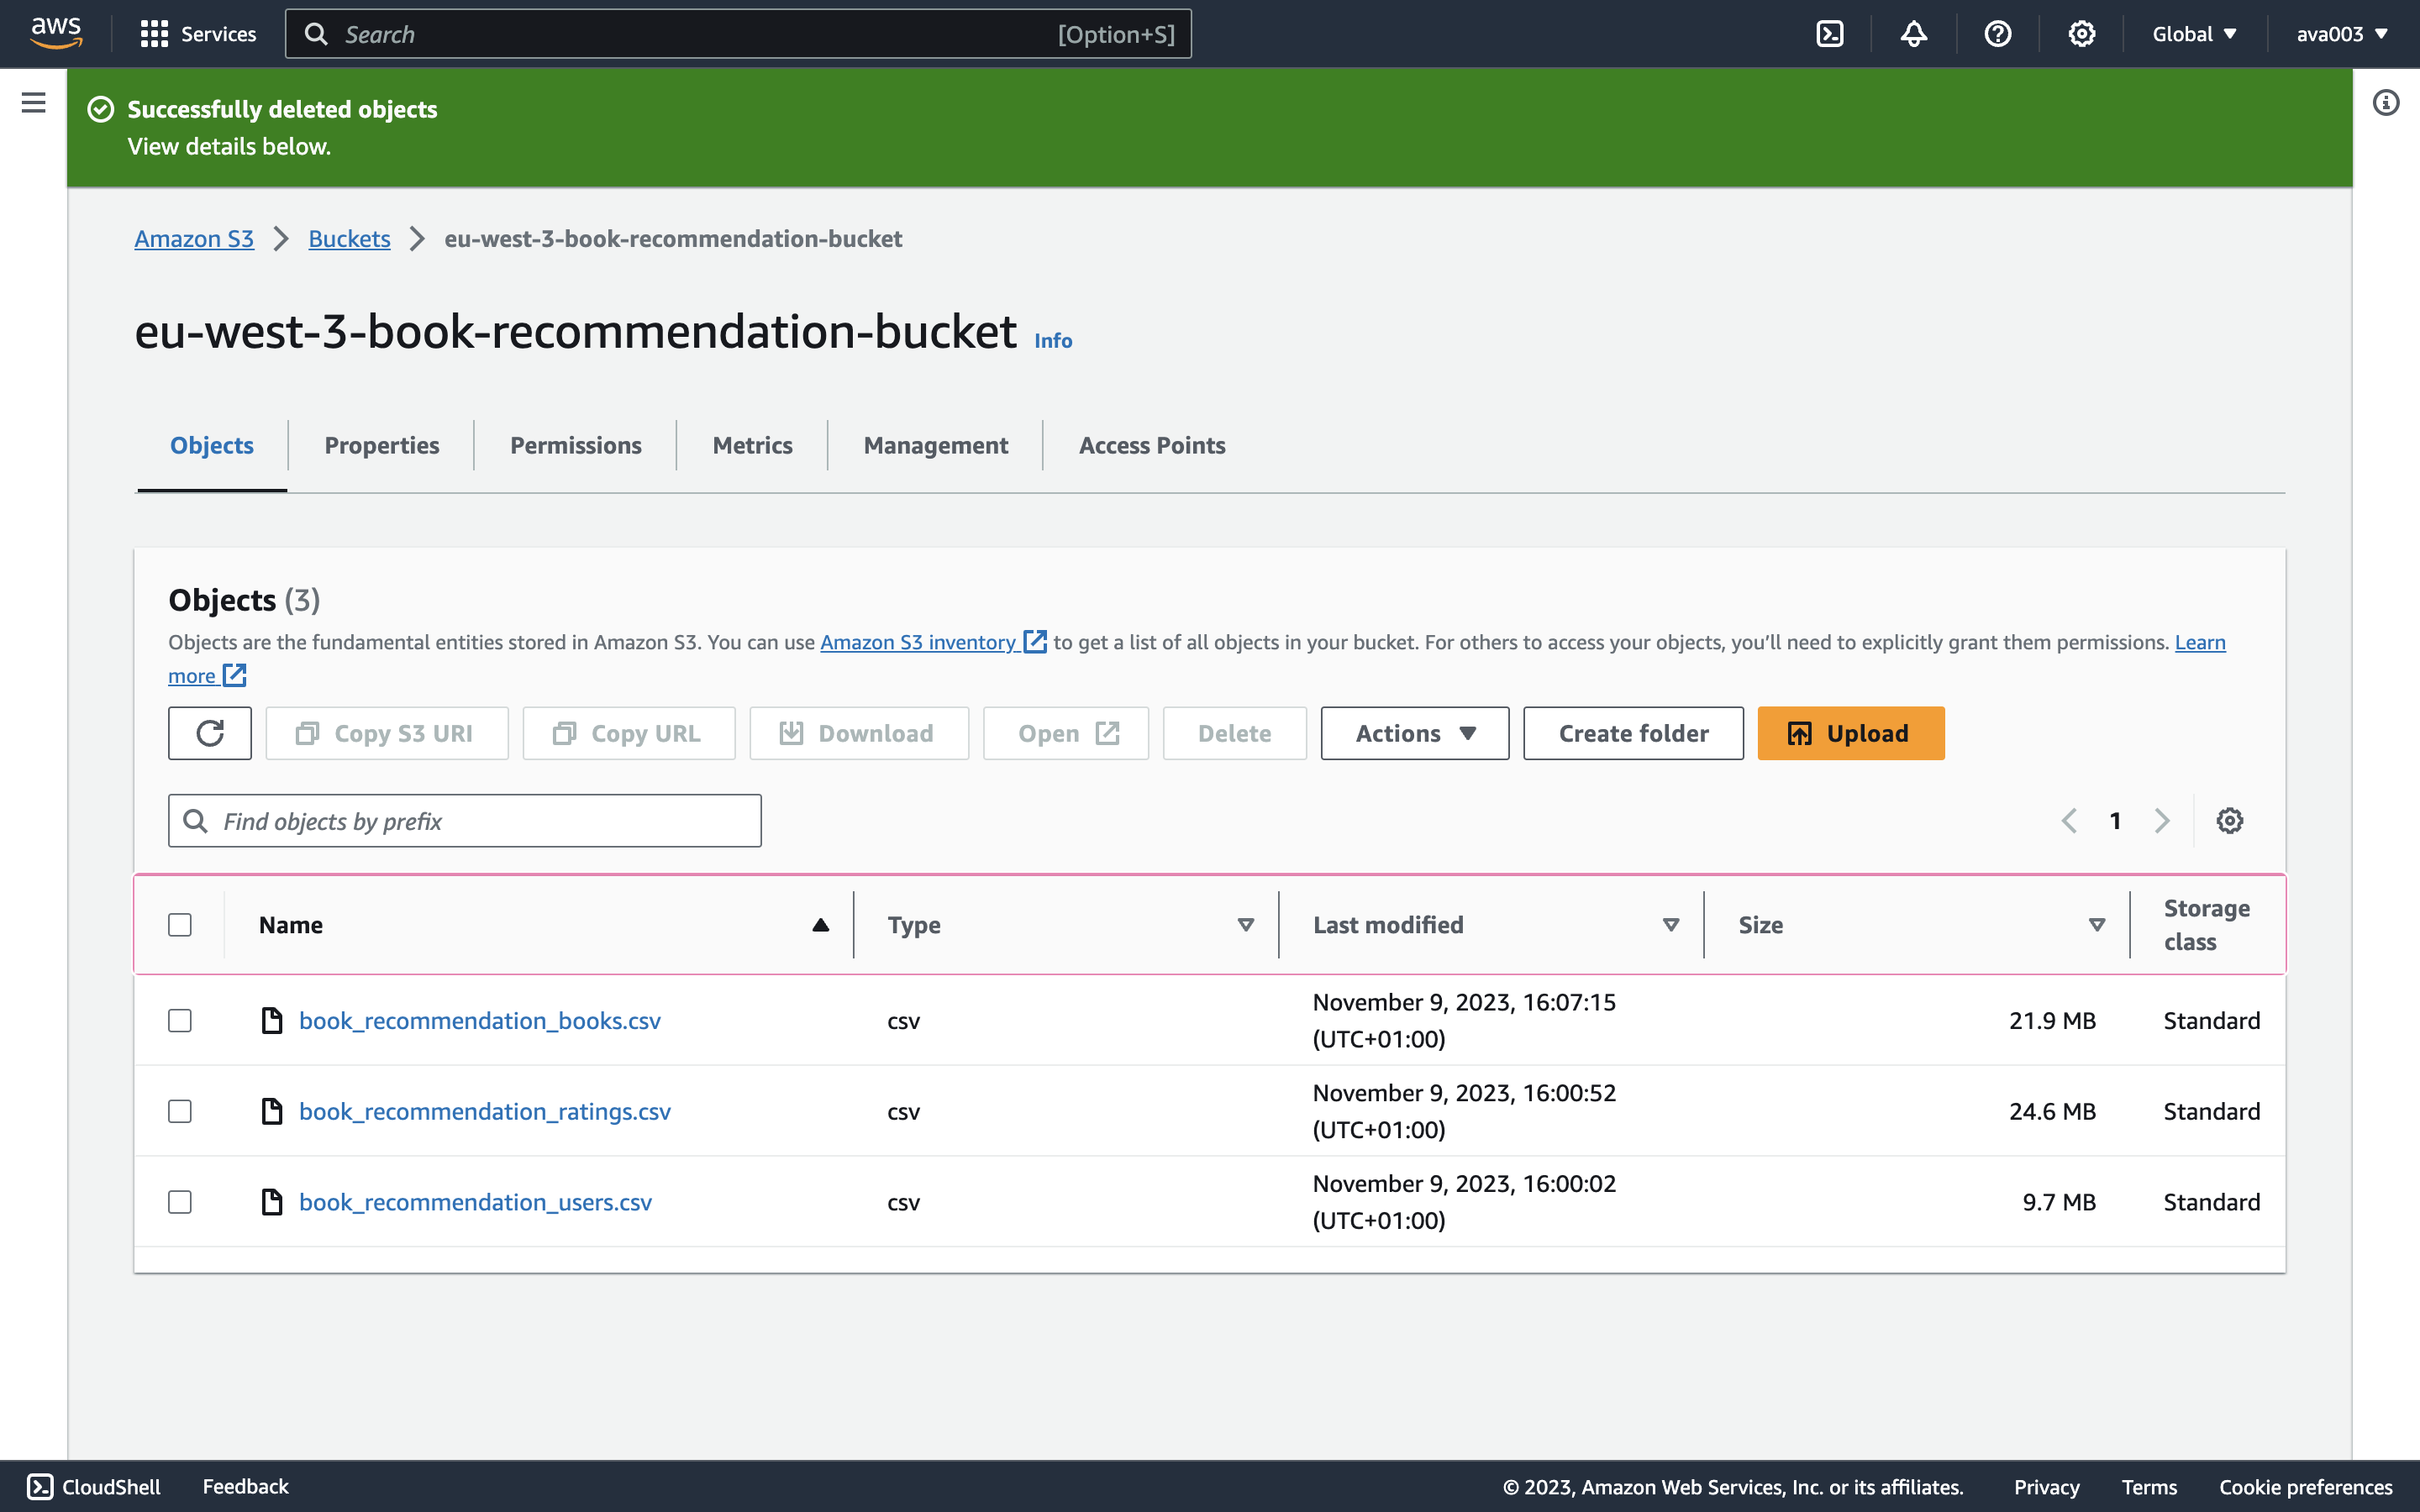 aws
Services
Search
[Option+S]
Global
ava003
Successfully deleted objects
View details below.
Amazon S3
Buckets
eu-west-3-book-recommendation-bucket
eu-west-3-book-recommendation-bucket Info
Objects
Properties
Permissions
Metrics
Management
Access Points
Objects (3)
Objects are the fundamental entities stored in Amazon S3. You can use Amazon S3 inventory to get a list of all objects in your bucket. For others to access your objects, you’ll need to explicitly grant them permissions. Learn
more
Copy S3 URI
Copy URL
Download
Open
Delete
Actions
Create folder
Upload
Find objects by prefix
1
Name
Type
Last modified
Size
Storage
class
book_recommendation_books.csv
csv
November 9, 2023, 16:07:15
(UTC+01:00)
21.9 MB
Standard
book_recommendation_ratings.csv
csv
November 9, 2023, 16:00:52
(UTC+01:00)
24.6 MB
Standard
book_recommendation_users.csv
csv
November 9, 2023, 16:00:02
(UTC+01:00)
9.7 MB
Standard
CloudShell
Feedback
© 2023, Amazon Web Services, Inc. or its affiliates.
Privacy
Terms
Cookie preferences